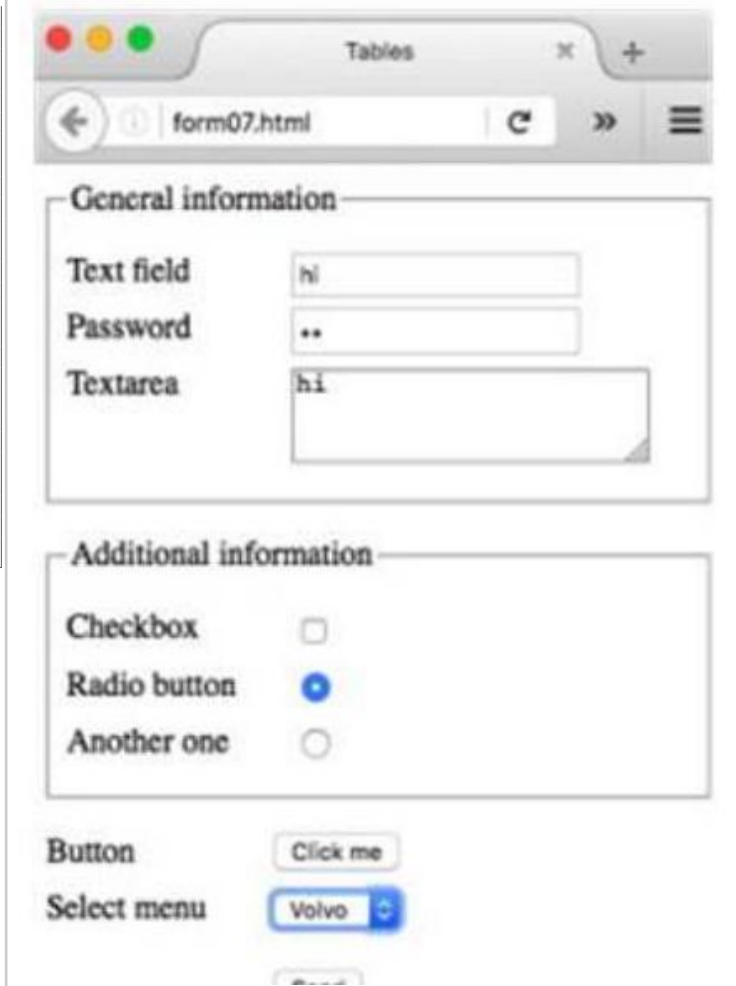 Tables
form07.html
General information
Text field hi
Password
Textarea hi
Additional information
Checkbox
Radio button
Another one
Button Click me
Select menu Volvo